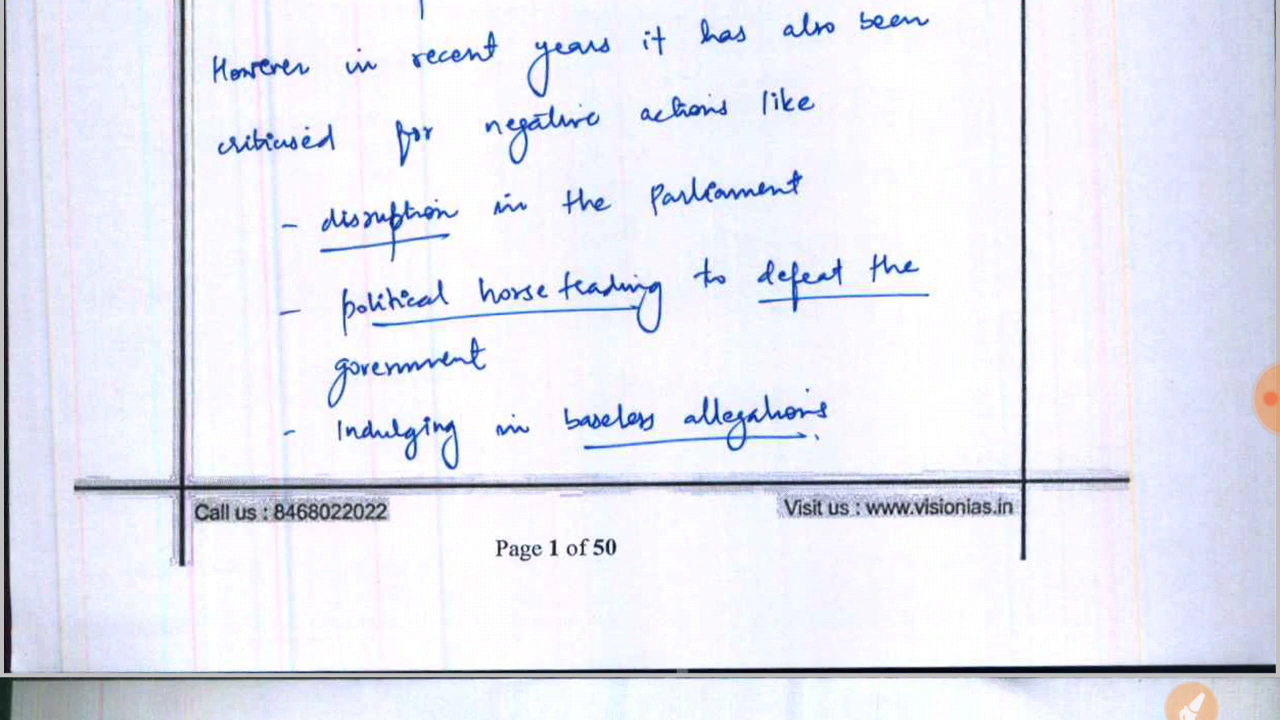 However in recent years it has also been
criticised for negative actions like
- disruption in the Parliament
- political horse trading to defeat the
government
- Indulging in baseless allegations.
Call us : 8468022022
Visit us : www.visionias.in
Page 1 of 50